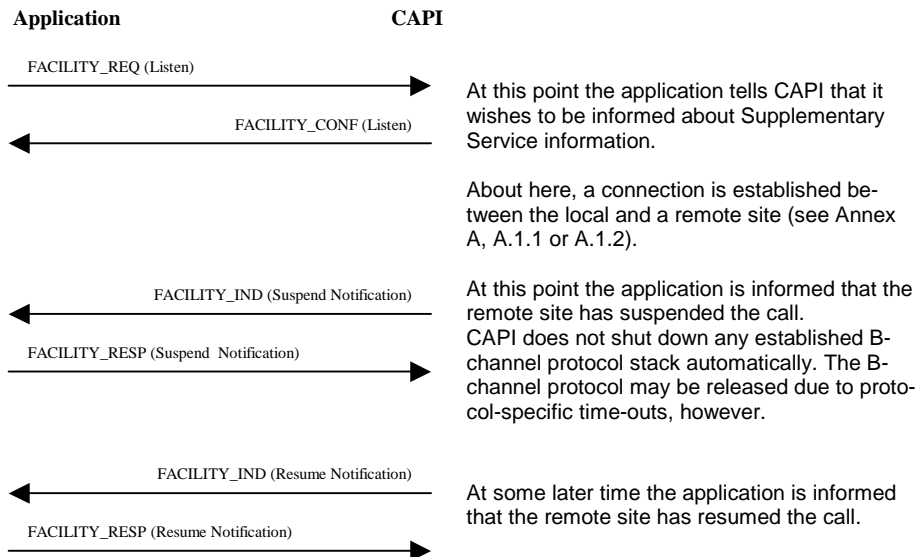 Application CAPI
FACILITY_REQ (Listen)
At this point the application tells CAPI that it
wishes to be informed about Supplementary
Service information.
FACILITY_CONF (Listen)
About here, a connection is established be-
tween the local and a remote site (see Annex
A, A.1.1 or A.1.2).
FACILITY_IND (Suspend Notification)
At this point the application is informed that the
remote site has suspended the call.
CAPI does not shut down any established B-
channel protocol stack automatically. The B-
channel protocol may be released due to proto-
col-specific time-outs, however.
FACILITY_RESP (Suspend  Notification)
FACILITY_IND (Resume Notification)
At some later time the application is informed
that the remote site has resumed the call.
FACILITY_RESP (Resume Notification)